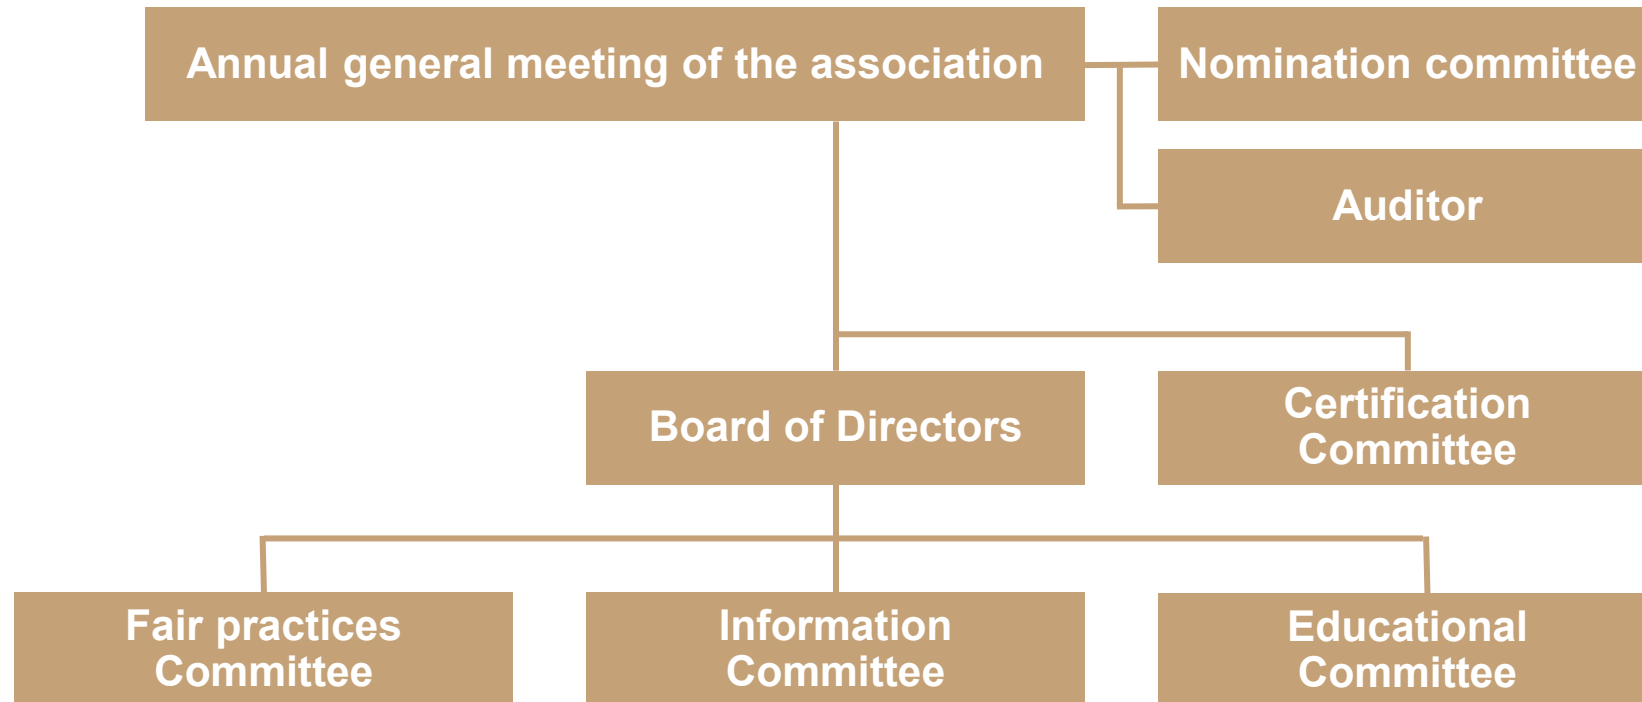 Annual general meeting of the association
Nomination committee
Auditor
Board of Directors
Certification
Committee
Fair practices
Committee
Information
Committee
Educational
Committee